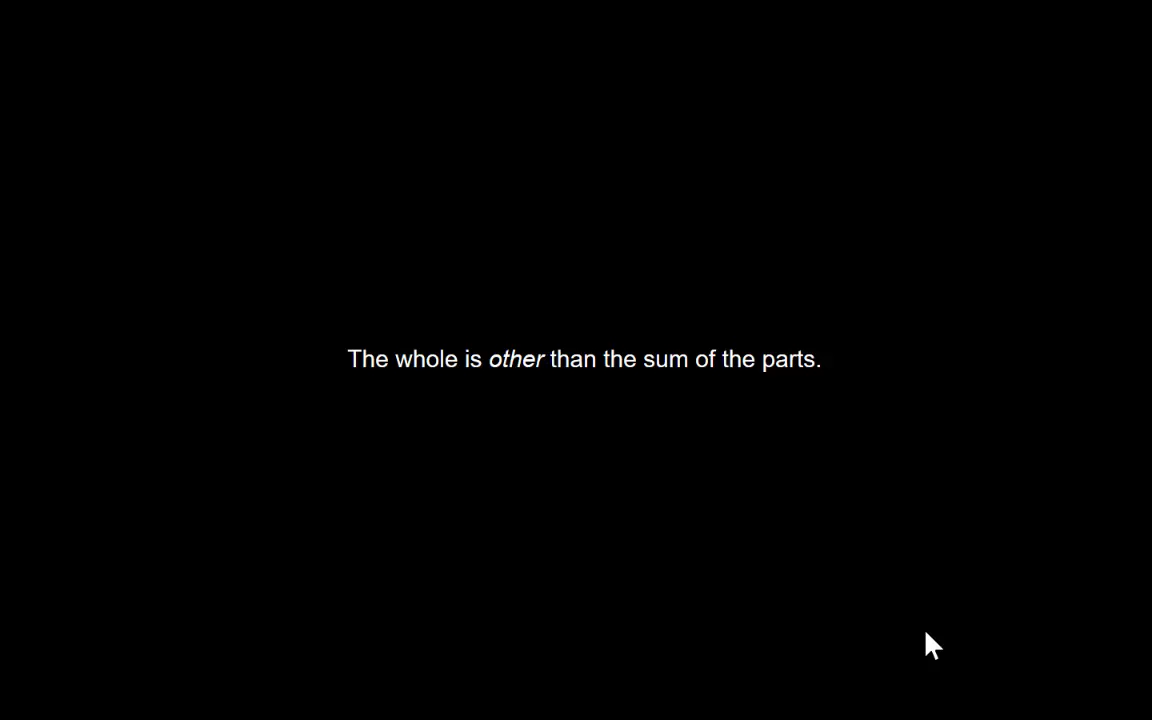 The whole is other than the sum of the parts.